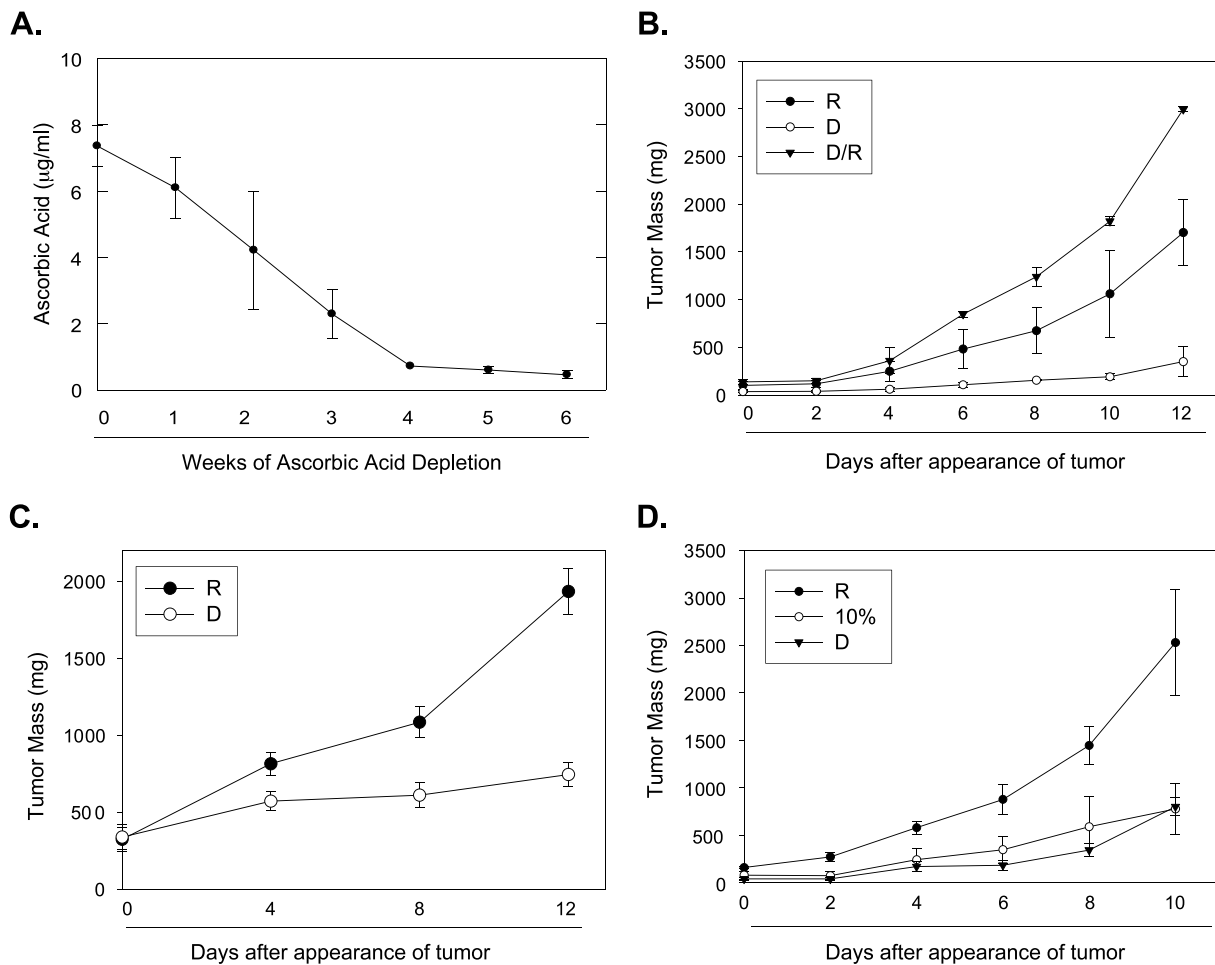 A.
10
8
6
4
2
0
Ascorbic Acid (µg/ml)
0 1 2 3 4 5 6
Weeks of Ascorbic Acid Depletion
B.
3500
3000
2500
2000
1500
1000
500
0
Tumor Mass (mg)
R
D
D/R
0 2 4 6 8 10 12
Days after appearance of tumor
C.
2000
1500
1000
500
0
Tumor Mass (mg)
R
D
0 4 8 12
Days after appearance of tumor
D.
3500
3000
2500
2000
1500
1000
500
0
Tumor Mass (mg)
R
10%
D
0 2 4 6 8 10
Days after appearance of tumor